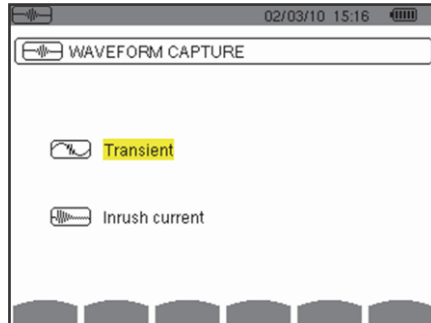 02/03/10 15:16
WAVEFORM CAPTURE
Transient
Inrush current